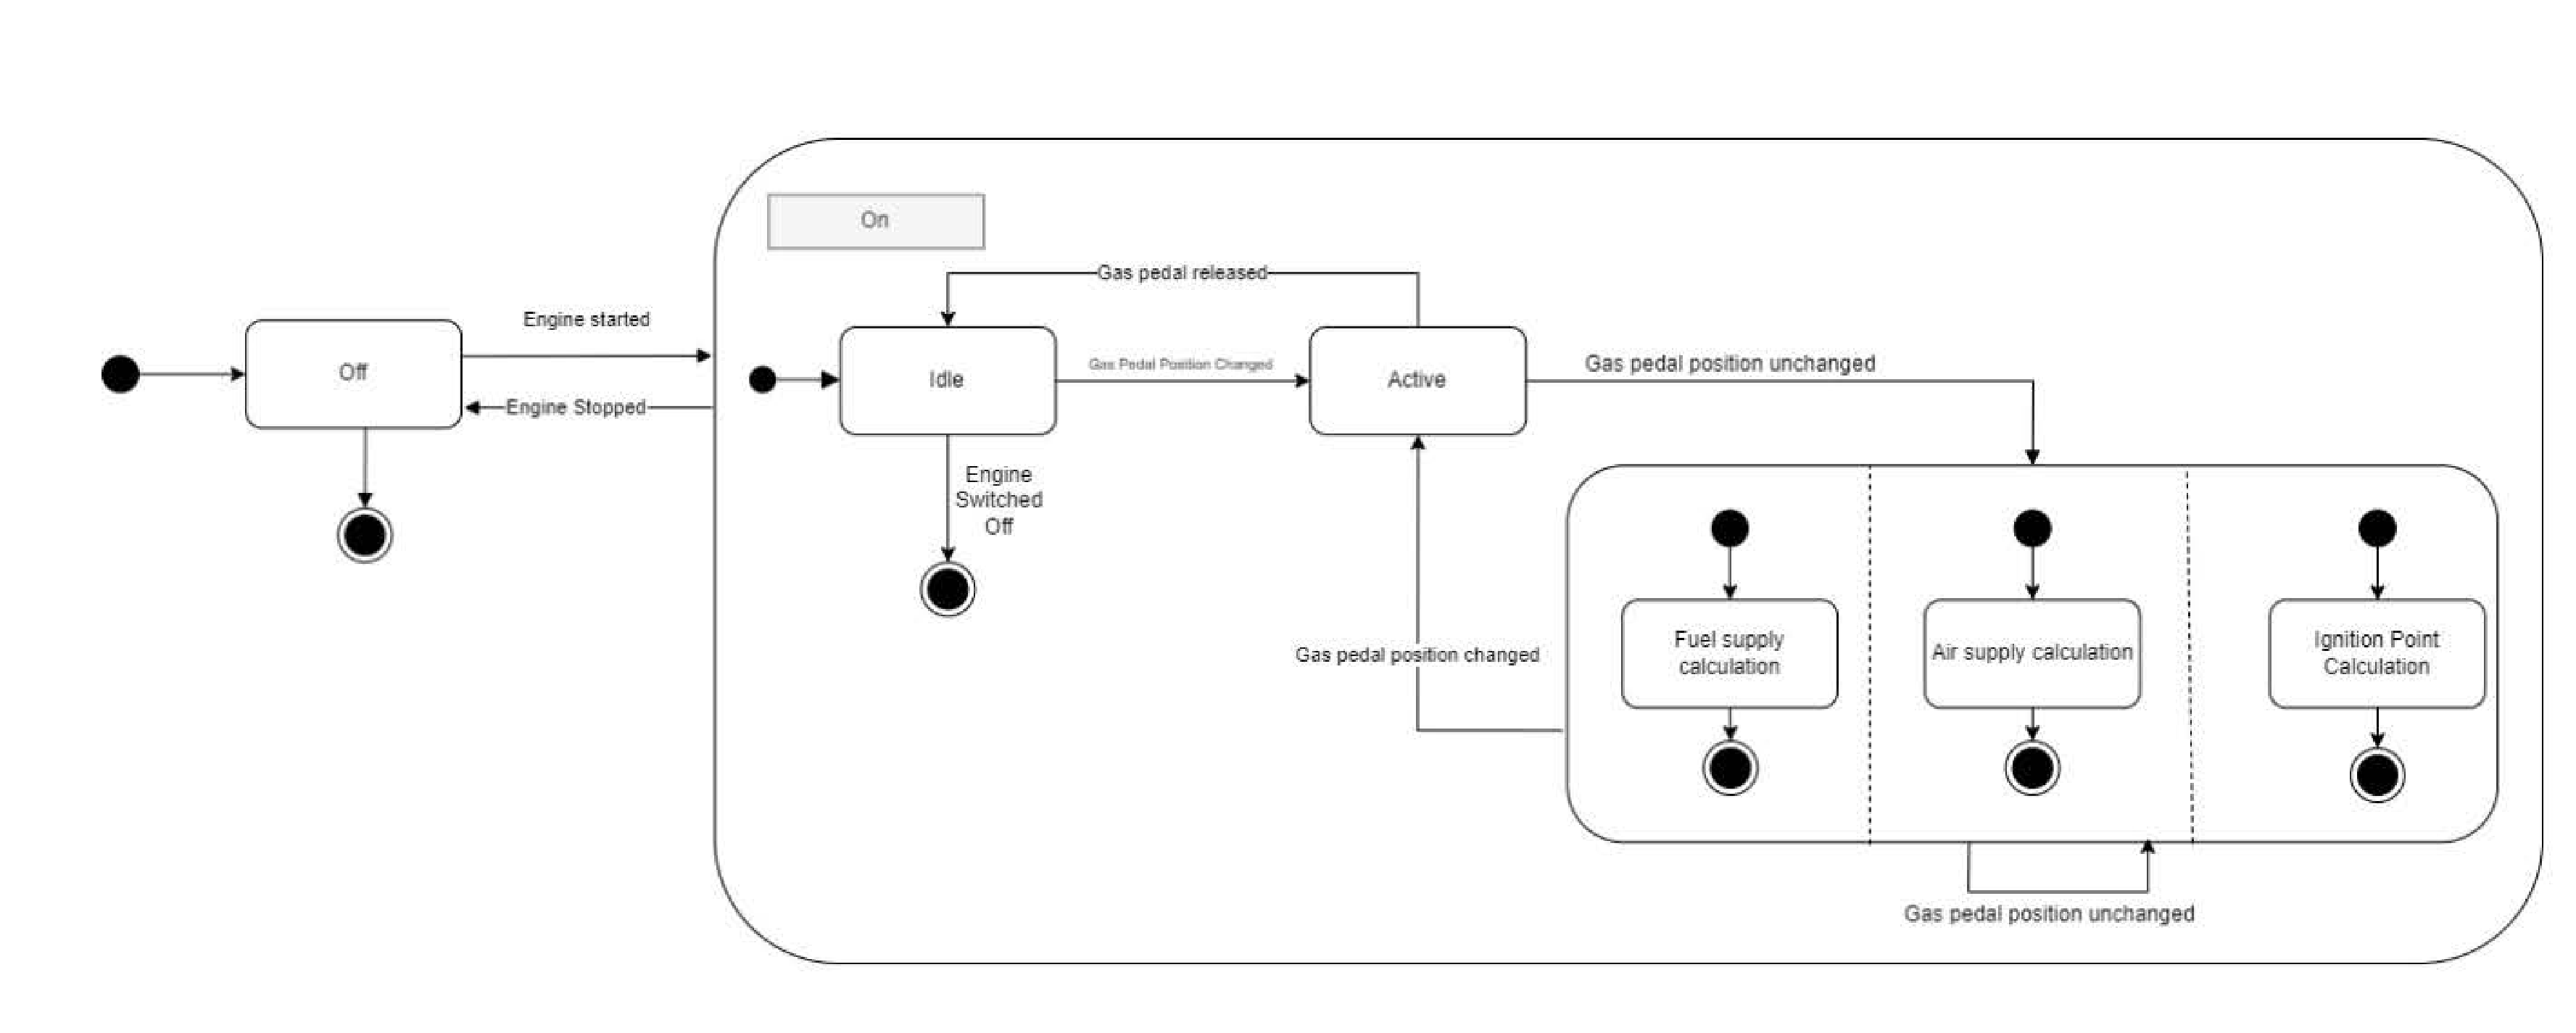 On
Gas pedal released
Engine started
Off
Engine Stopped
Idle
Gas Pedal Position Changed
Active
Gas pedal position unchanged
Engine
Switched
Off
Gas pedal position changed
Fuel supply
calculation
Air supply calculation
Ignition Point
Calculation
Gas pedal position unchanged